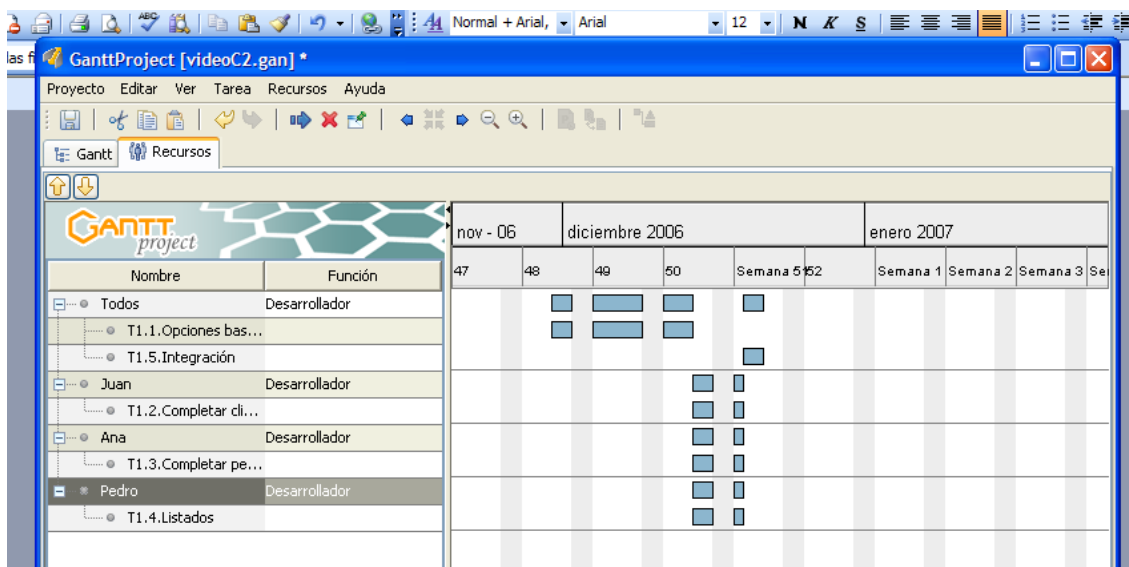 Normal + Arial, Arial 12 N K S
las fi
GanttProject [videoC2.gan] *
Proyecto Editar Ver Tarea Recursos Ayuda
Gantt Recursos
GANTT project
nov - 06 diciembre 2006 enero 2007
Nombre Función
47 48 49 50 Semana 51 52 Semana 1 Semana 2 Semana 3 Se
Todos Desarrollador
T1.1.Opciones bas...
T1.5.Integración
Juan Desarrollador
T1.2.Completar cli...
Ana Desarrollador
T1.3.Completar pe...
Pedro Desarrollador
T1.4.Listados